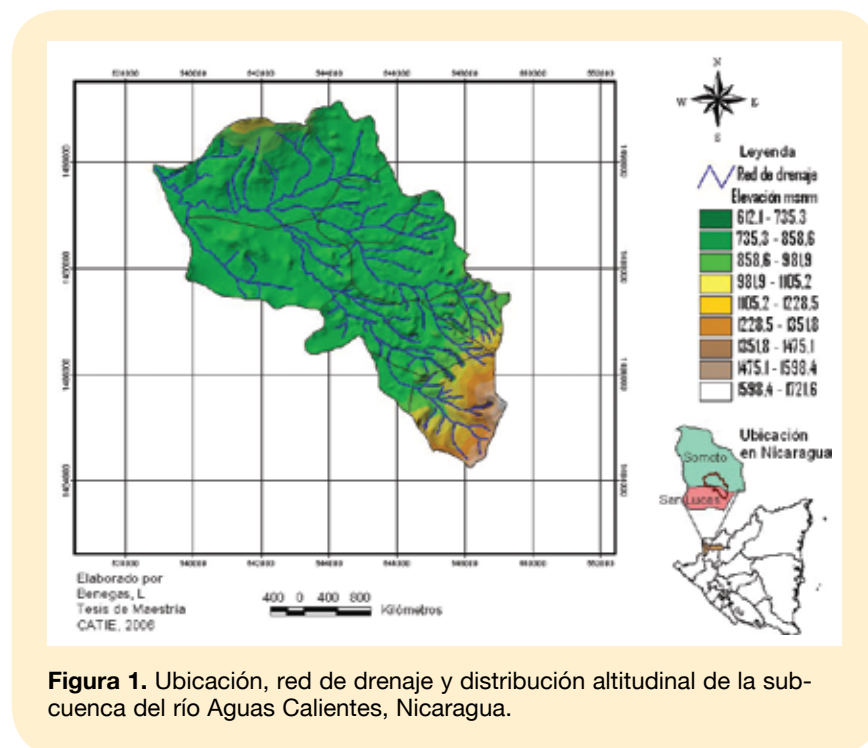 N
W E
S
Leyenda
Red de drenaje
Elevación msnm
612.1 - 735.3
735.3 - 858.6
858.6 - 981.9
981.9 - 1105.2
1105.2 - 1228.5
1228.5 - 1351.8
1351.8 - 1475.1
1475.1 - 1598.4
1598.4 - 1721.6
Ubicación
en Nicaragua
Somoto
San Lucas
Elaborado por
Benegas, L
Tesis de Maestría
CATIE, 2006
400 0 400 800 Kilómetros
Figura 1. Ubicación, red de drenaje y distribución altitudinal de la sub-
cuenca del río Aguas Calientes, Nicaragua.